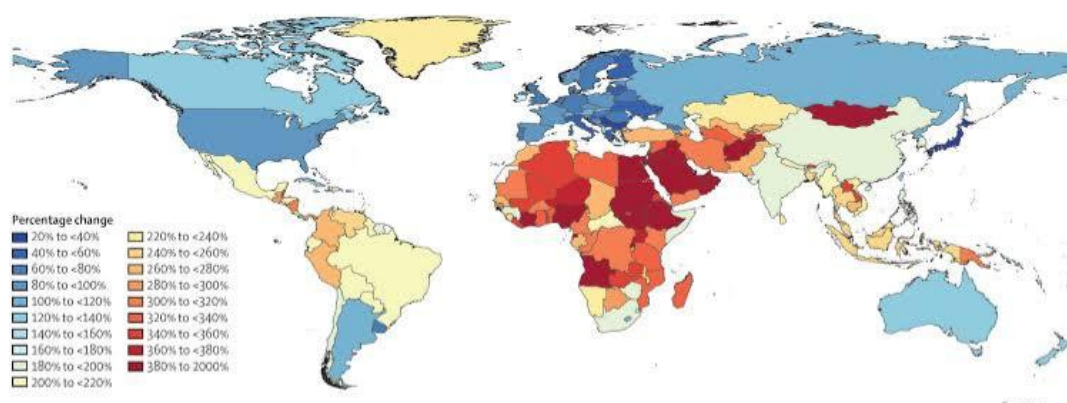 Percentage change
20% to <40%
40% to <60%
60% to <80%
80% to <100%
100% to <120%
120% to <140%
140% to <160%
160% to <180%
180% to <200%
200% to <220%
220% to <240%
240% to <260%
260% to <280%
280% to <300%
300% to <320%
320% to <340%
340% to <360%
360% to <380%
380% to 2000%